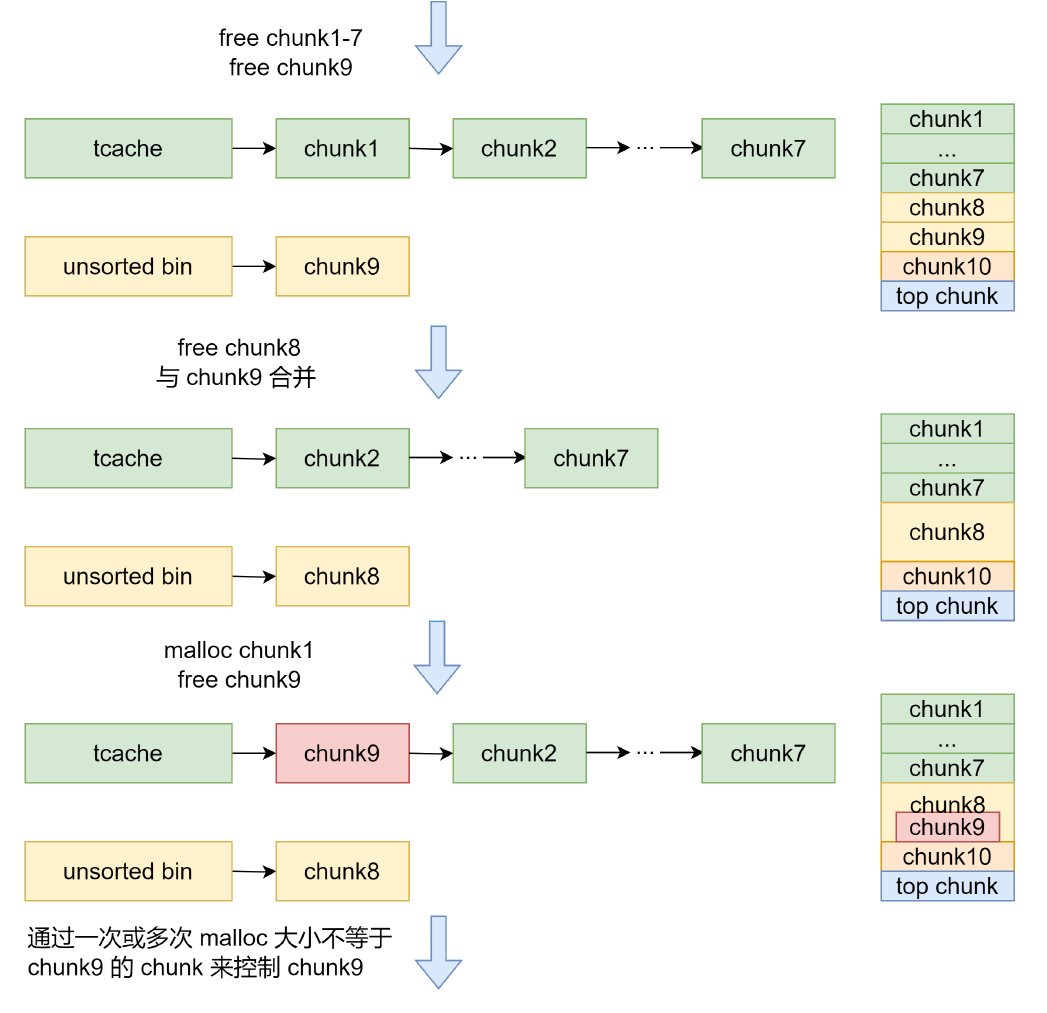 free chunk1-7
free chunk9
tcache
chunk1
chunk2
...
chunk7
unsorted bin
chunk9
chunk1
...
chunk7
chunk8
chunk9
chunk10
top chunk
free chunk8
与 chunk9 合并
tcache
chunk2
...
chunk7
unsorted bin
chunk8
chunk1
...
chunk7
chunk8
chunk10
top chunk
malloc chunk1
free chunk9
tcache
chunk9
chunk2
...
chunk7
unsorted bin
chunk8
chunk1
...
chunk7
chunk8
chunk9
chunk10
top chunk
通过一次或多次 malloc 大小不等于
chunk9 的 chunk 来控制 chunk9